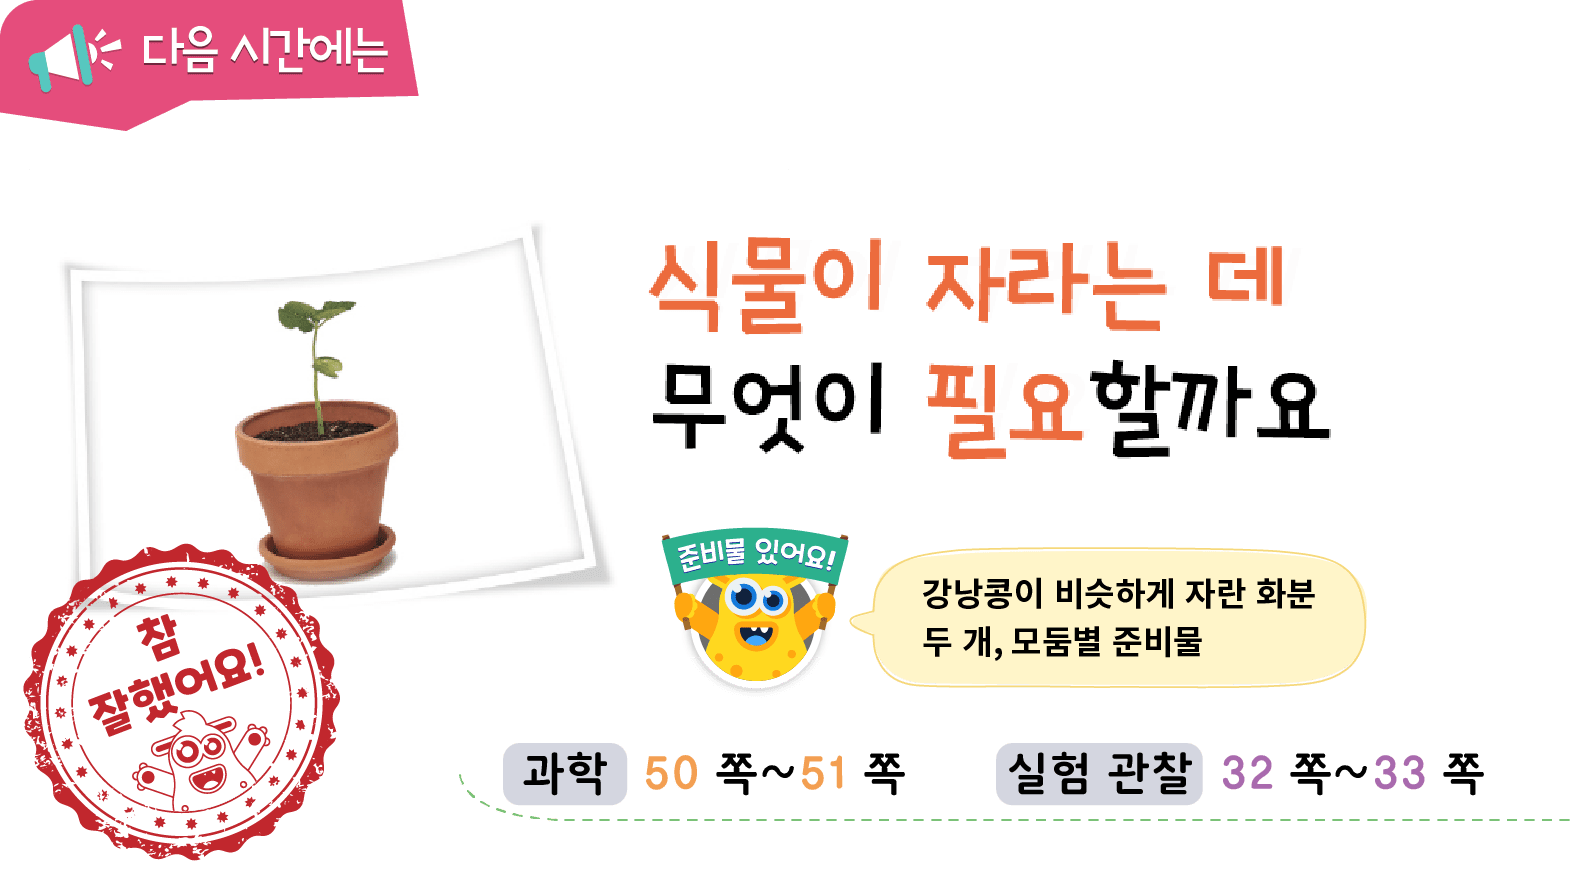 다음 시간에는
식물이 자라는 데
무엇이 필요할까요
준비물 있어요!
강낭콩이 비슷하게 자란 화분
두 개, 모둠별 준비물
참
잘했어요!
과학 50 쪽~51 쪽
실험 관찰 32 쪽~33 쪽